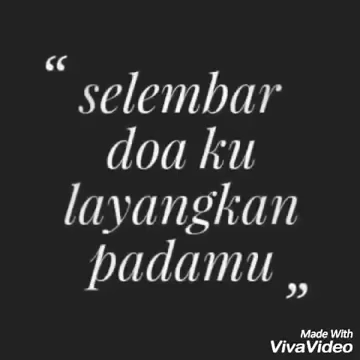 “ selembar
doa ku
layangkan
padamu „
Made With
VivaVideo